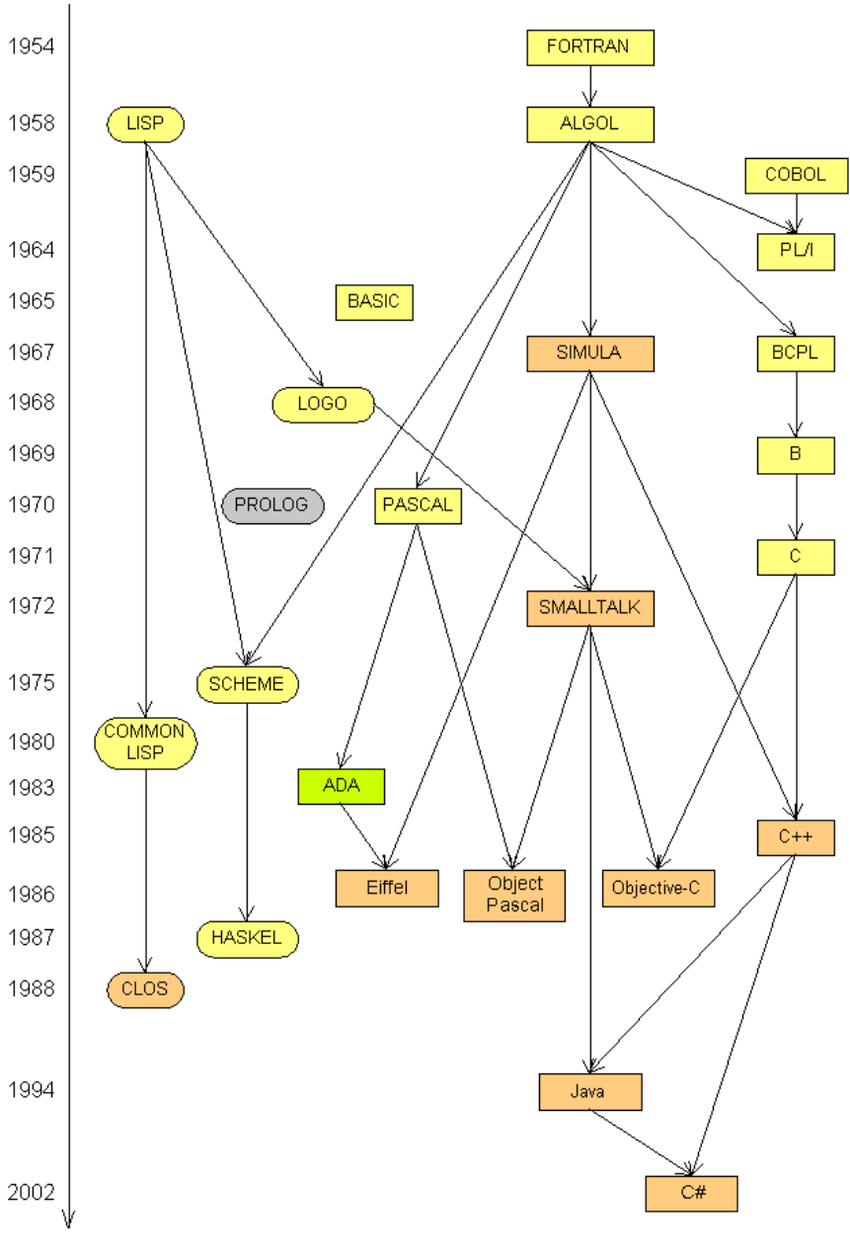 1954
FORTRAN
1958
LISP
ALGOL
1959
COBOL
1964
PL/I
1965
BASIC
1967
SIMULA
BCPL
1968
LOGO
1969
B
1970
PROLOG
PASCAL
1971
C
1972
SMALLTALK
1975
SCHEME
1980
COMMON
LISP
1983
ADA
1985
C++
1986
Eiffel
Object
Pascal
Objective-C
1987
HASKEL
1988
CLOS
1994
Java
2002
C#